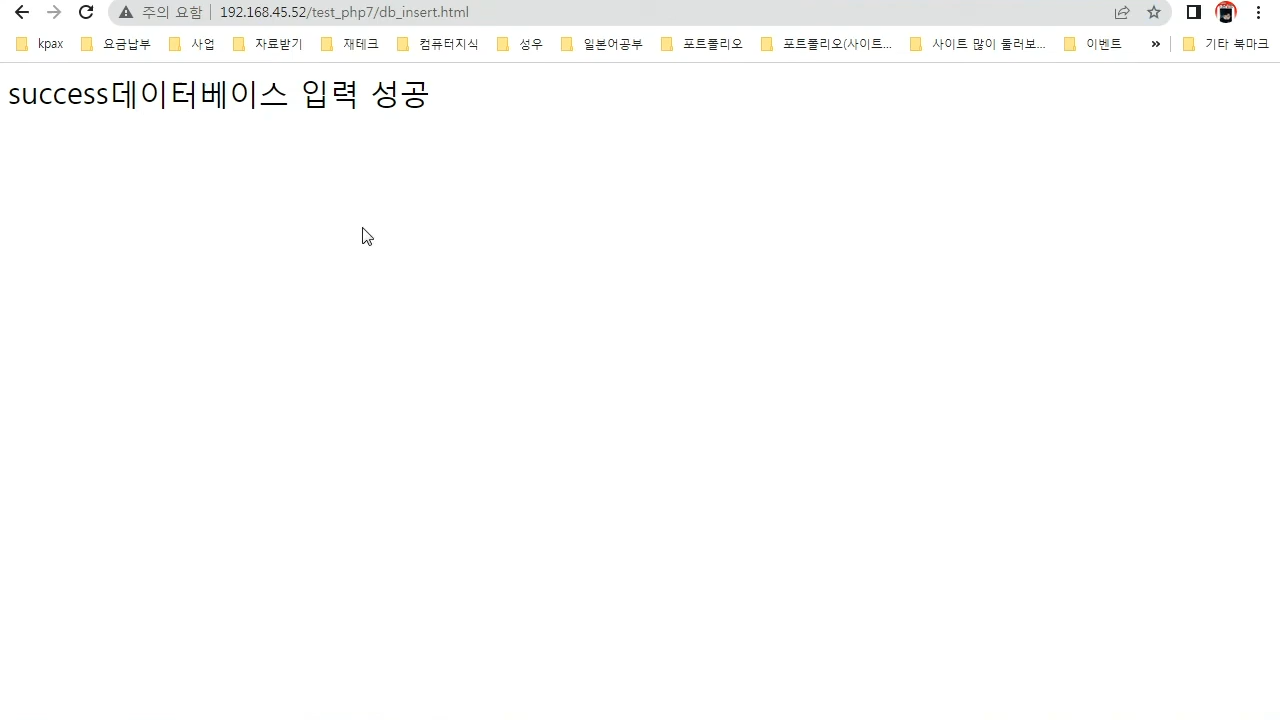 주의 요함 192.168.45.52/test_php7/db_insert.html
kpax 요금납부 사업 자료받기 재테크 컴퓨터지식 성우 일본어공부 포트폴리오 포트폴리오(사이트... 사이트 많이 둘러보... 이벤트 » 기타 북마크
success데이터베이스 입력 성공